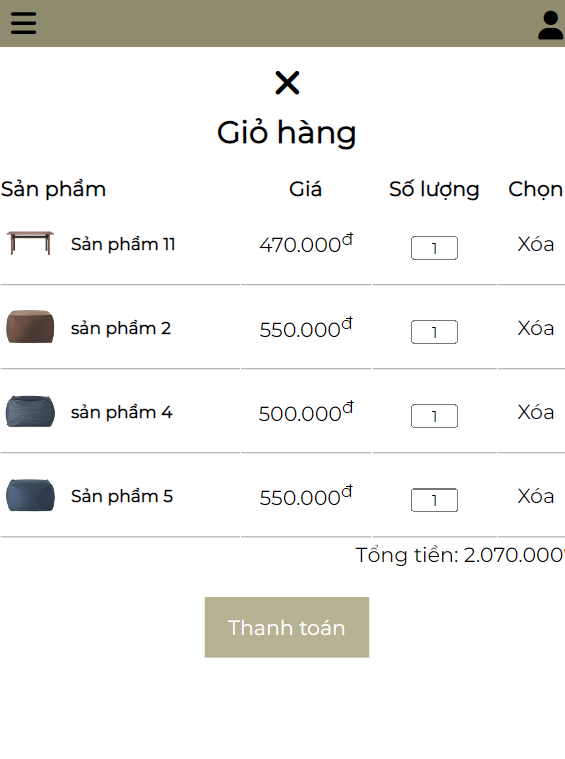 Giỏ hàng
Sản phẩm Giá Số lượng Chọn
Sản phẩm 11 470.000đ 1 Xóa
sản phẩm 2 550.000đ 1 Xóa
sản phẩm 4 500.000đ 1 Xóa
Sản phẩm 5 550.000đ 1 Xóa
Tổng tiền: 2.070.000
Thanh toán